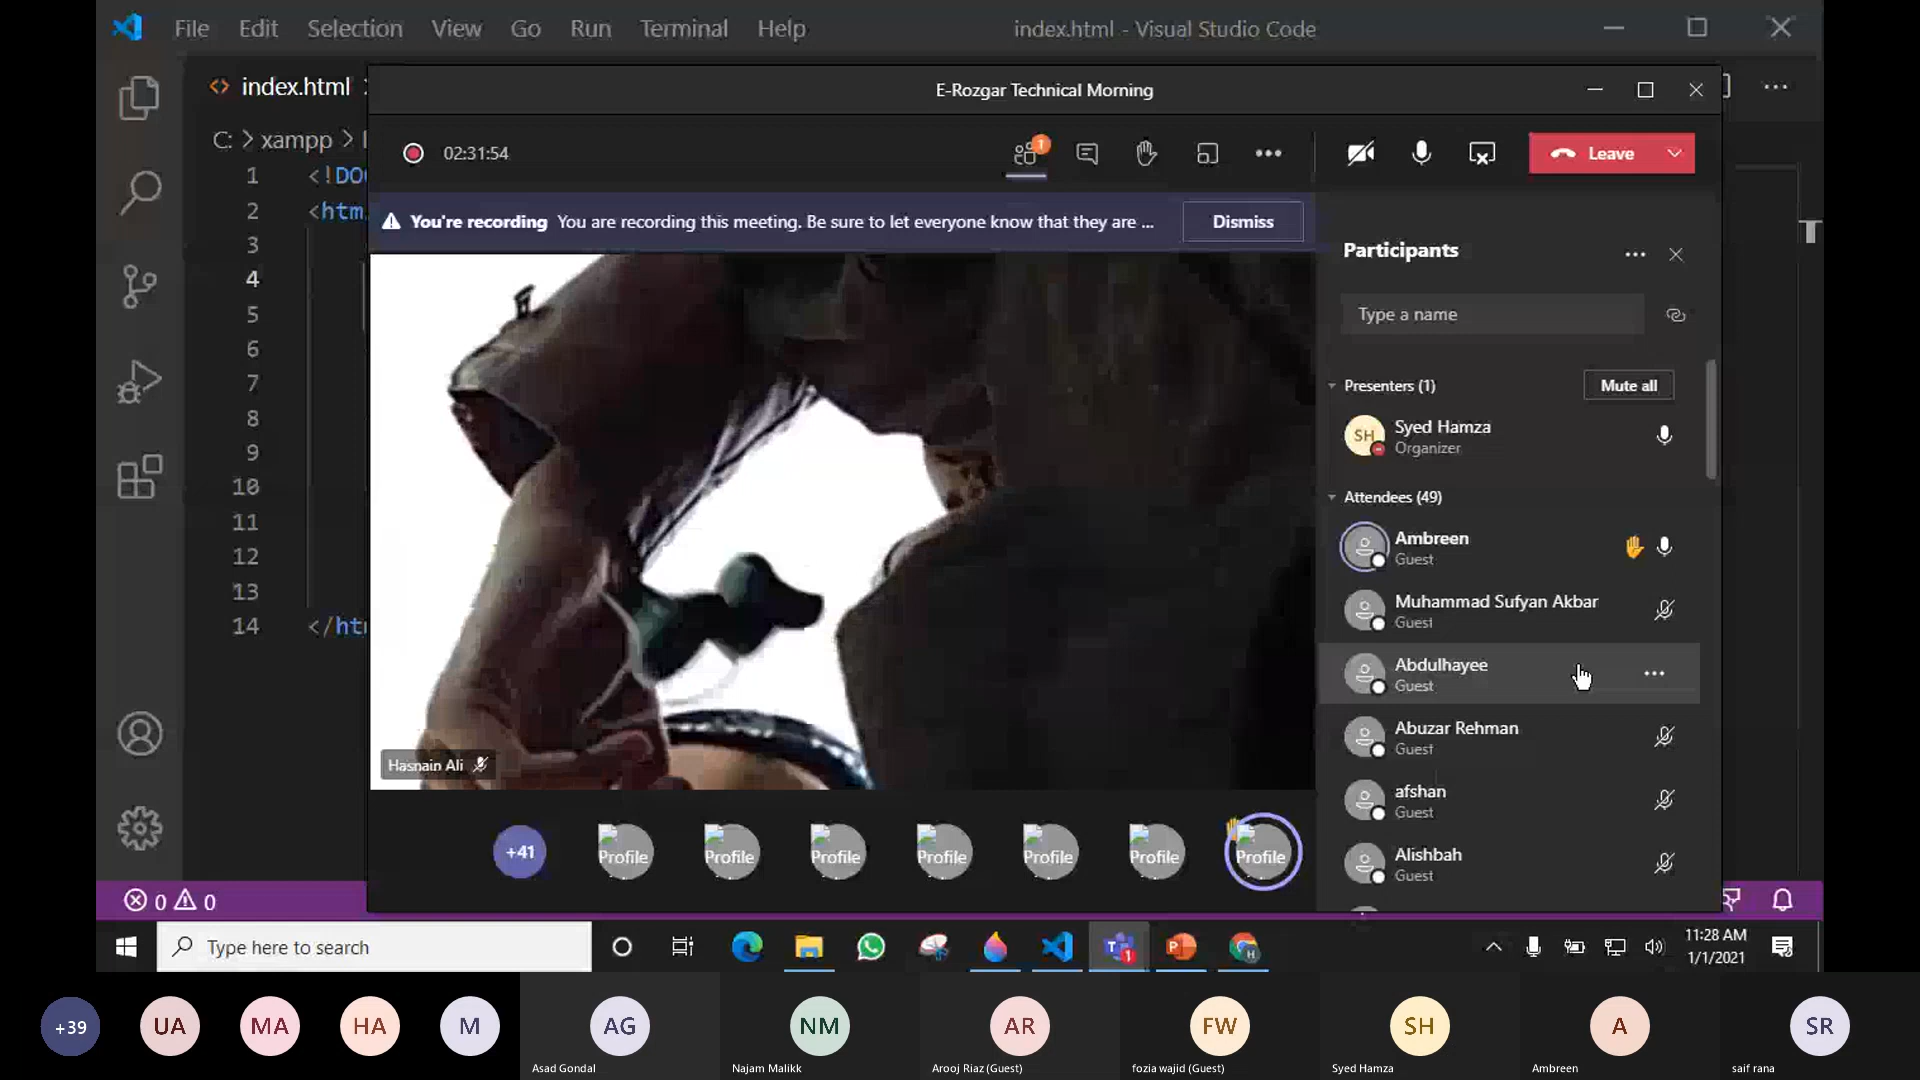 File Edit Selection View Go Run Terminal Help
index.html - Visual Studio Code
index.html
E-Rozgar Technical Morning
C: > xampp >
02:31:54
1
Leave
You're recording You are recording this meeting. Be sure to let everyone know that they are ...
Dismiss
1 <!DO
2 <htm
3
4
5
6
7
8
9
10
11
12
13
14 </ht
Participants
Type a name
Presenters (1)
Mute all
SH
Syed Hamza
Organizer
Attendees (49)
Ambreen
Guest
Muhammad Sufyan Akbar
Guest
Abdulhayee
Guest
Abuzar Rehman
Guest
afshan
Guest
Alishbah
Guest
Hasnain Ali
+41
Profile
Profile
Profile
Profile
Profile
Profile
Profile
0 0
Type here to search
1
11:28 AM
1/1/2021
+39
UA
MA
HA
M
AG
NM
AR
FW
SH
A
SR
Asad Gondal
Najam Malikk
Arooj Riaz (Guest)
fozia wajid (Guest)
Syed Hamza
Ambreen
saif rana